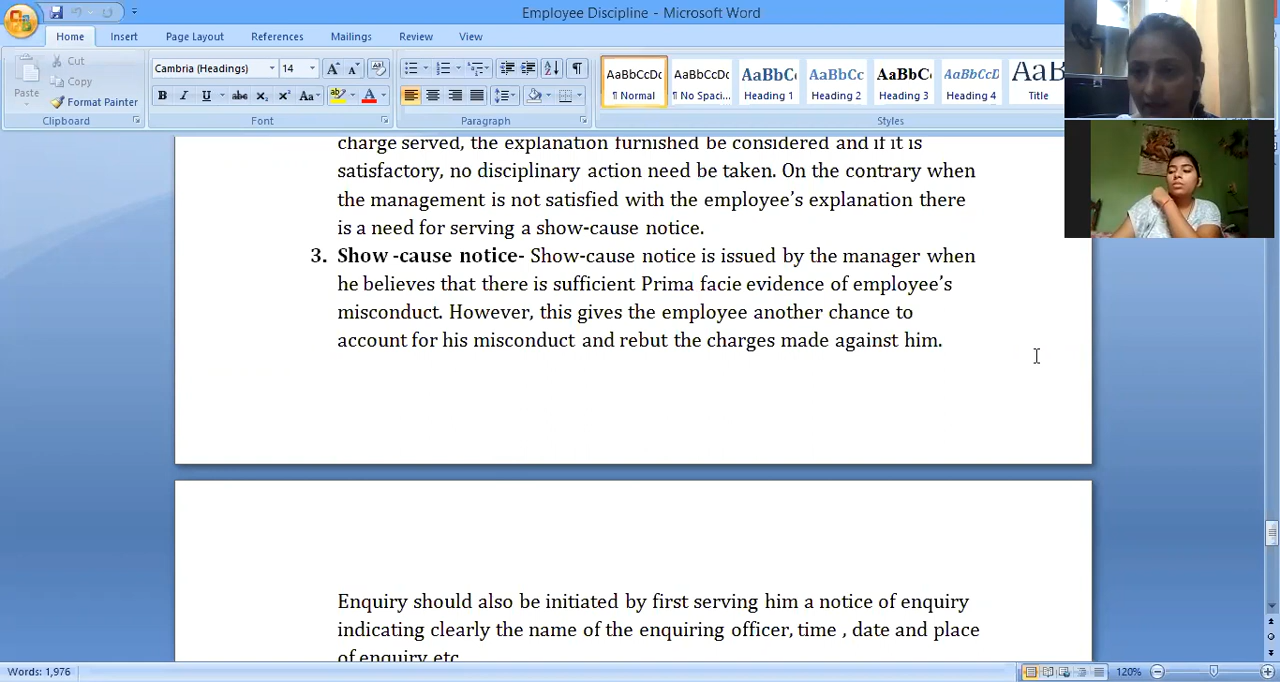 Employee Discipline - Microsoft Word
Home Insert Page Layout References Mailings Review View
Cut
Copy
Paste
Format Painter
Clipboard
Cambria (Headings) 14
Font
Paragraph
AaBbCcDc AaBbCcDc AaBbC AaBbCc AaBbC AaBbCcD AaB
¶ Normal ¶ No Spaci... Heading 1 Heading 2 Heading 3 Heading 4 Title
Styles
charge served, the explanation furnished be considered and if it is
satisfactory, no disciplinary action need be taken. On the contrary when
the management is not satisfied with the employee's explanation there
is a need for serving a show-cause notice.
3. Show -cause notice- Show-cause notice is issued by the manager when
he believes that there is sufficient Prima facie evidence of employee's
misconduct. However, this gives the employee another chance to
account for his misconduct and rebut the charges made against him.
Enquiry should also be initiated by first serving him a notice of enquiry
indicating clearly the name of the enquiring officer, time , date and place
of enquiry etc
Words: 1,976
120%